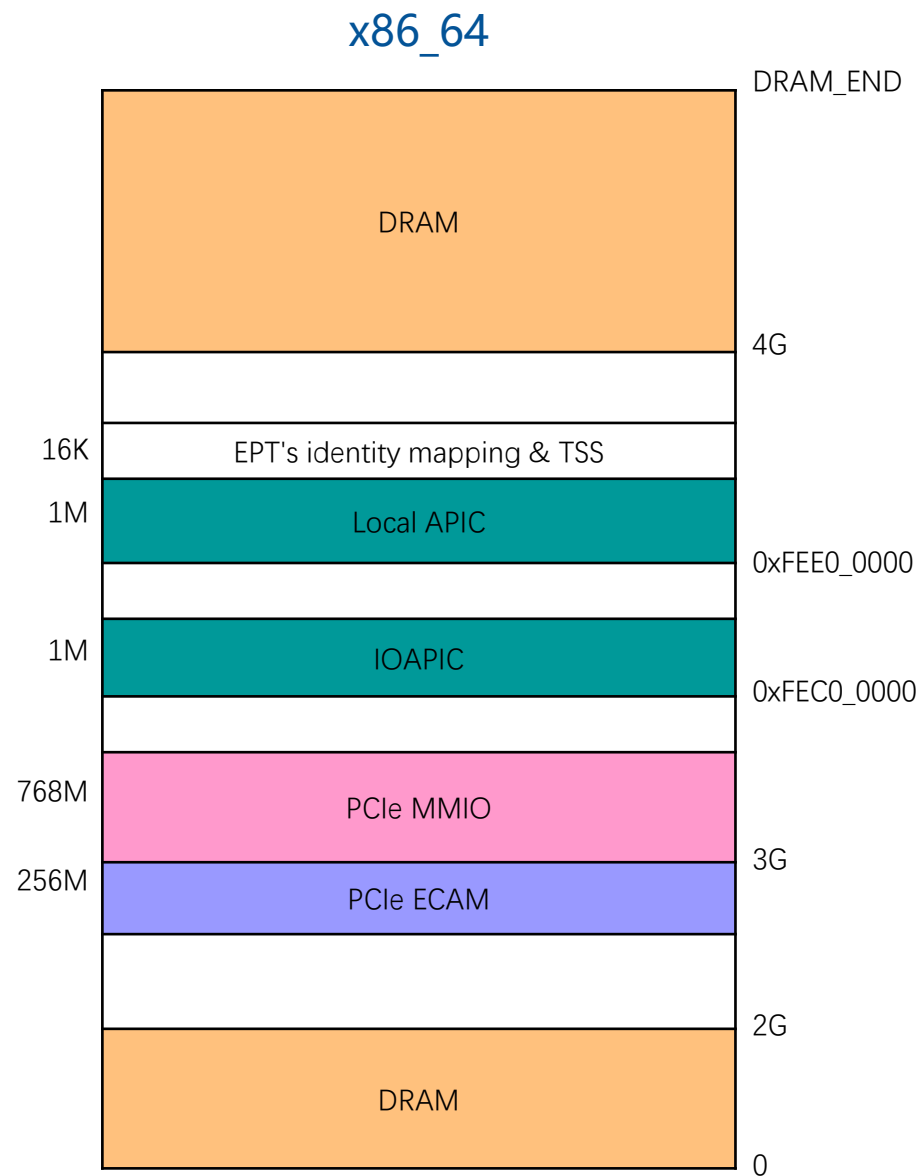 x86_64
DRAM_END
DRAM
4G
16K
EPT's identity mapping & TSS
1M
Local APIC
0xFEE0_0000
1M
IOAPIC
0xFEC0_0000
768M
PCIe MMIO
3G
256M
PCIe ECAM
2G
DRAM
0